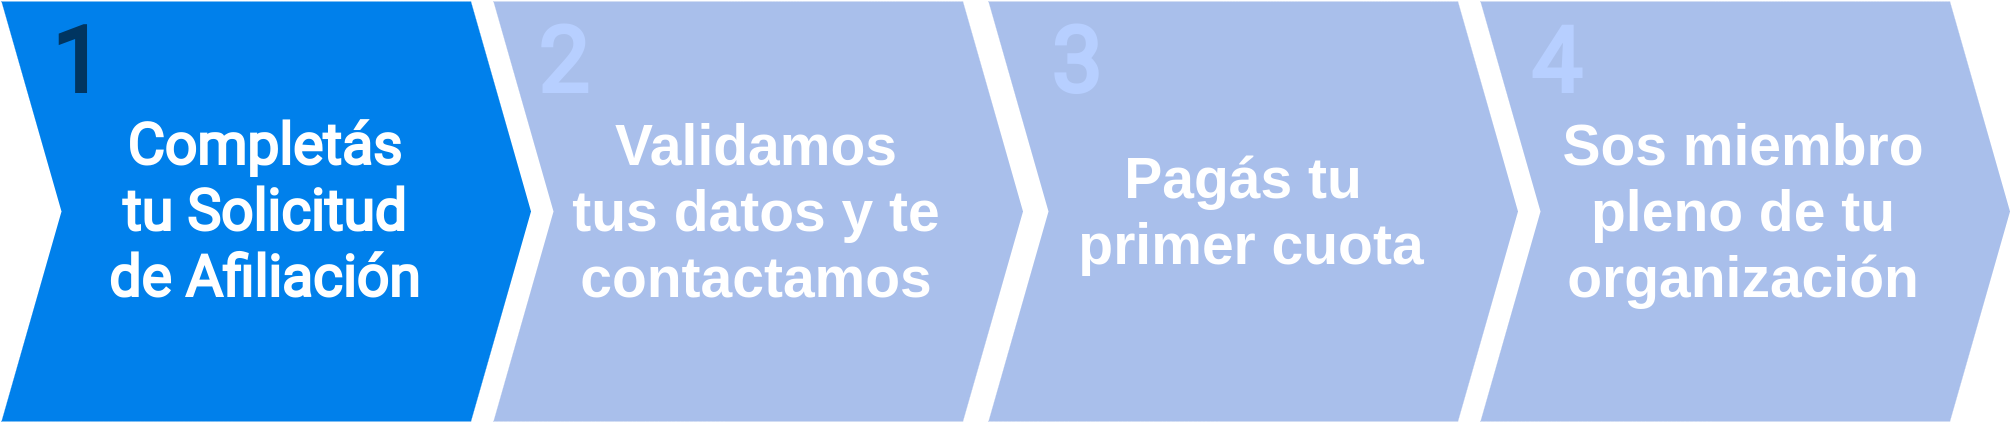 1
Completás
tu Solicitud
de Afiliación
2
Validamos
tus datos y te
contactamos
3
Pagás tu
primer cuota
4
Sos miembro
pleno de tu
organización